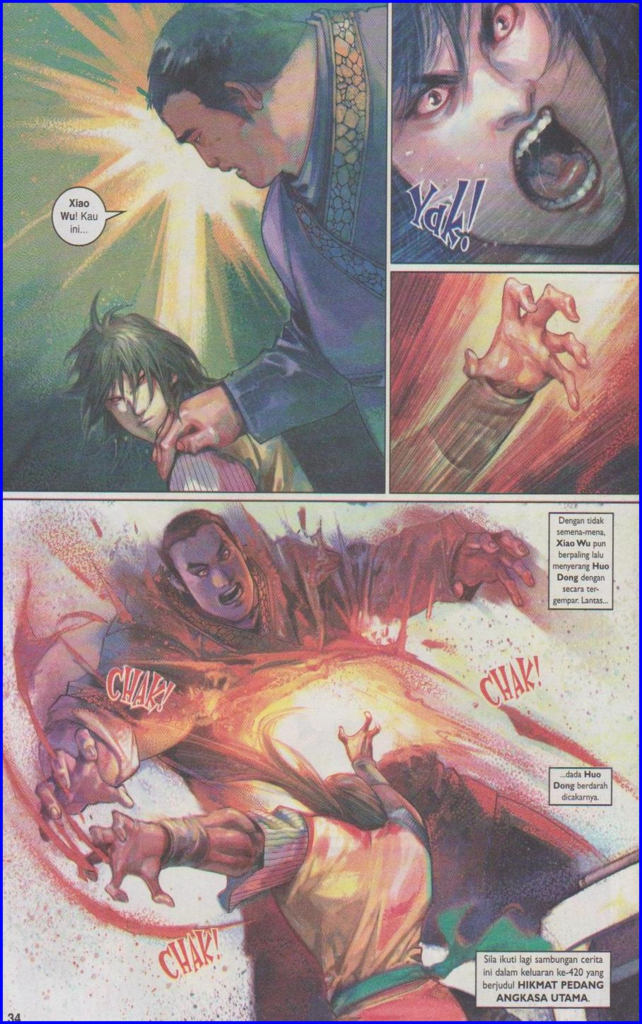 Xiao
Wu! Kau
ini...
Yak!
Dengan tidak
semena-mena,
Xiao Wu pun
berpaling lalu
menyerang Huo
Dong dengan
secara ter-
gempar. Lantas...
CHAK!
CHAK!
...dada Huo
Dong berdarah
dicakarnya.
CHAK!
Sila ikuti lagi sambungan cerita
ini dalam keluaran ke-420 yang
berjudul HIKMAT PEDANG
ANGKASA UTAMA.
34